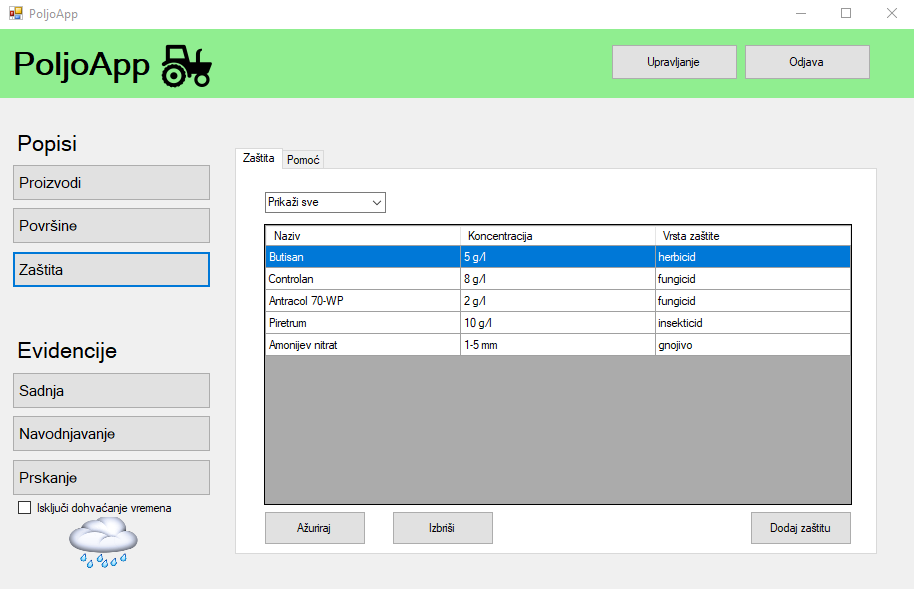 PoljoApp
PoljoApp
Upravljanje
Odjava
Popisi
Proizvodi
Površine
Zaštita
Evidencije
Sadnja
Navodnjavanje
Prskanje
Isključi dohvaćanje vremena
Zaštita Pomoć
Prikaži sve
Naziv Koncentracija Vrsta zaštite
Butisan 5 g/l herbicid
Controlan 8 g/l fungicid
Antracol 70-WP 2 g/l fungicid
Piretrum 10 g/l insekticid
Amonijev nitrat 1-5 mm gnojivo
Ažuriraj
Izbriši
Dodaj zaštitu